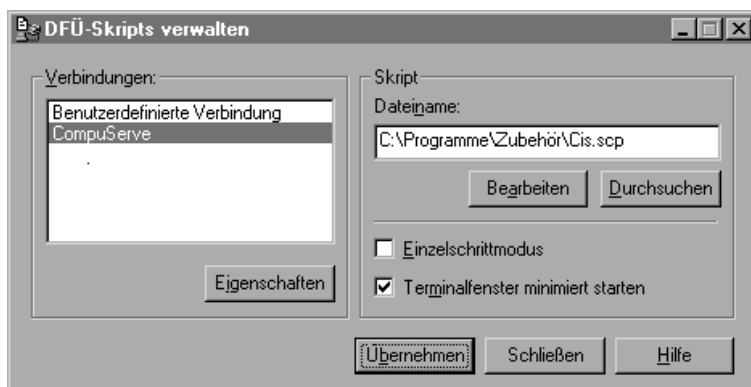 DFÜ-Skripts verwalten
Verbindungen:
Benutzerdefinierte Verbindung
CompuServe
Eigenschaften
Skript
Dateiname:
C:\Programme\Zubehör\Cis.scp
Bearbeiten
Durchsuchen
Einzelschrittmodus
Terminalfenster minimiert starten
Übernehmen
Schließen
Hilfe